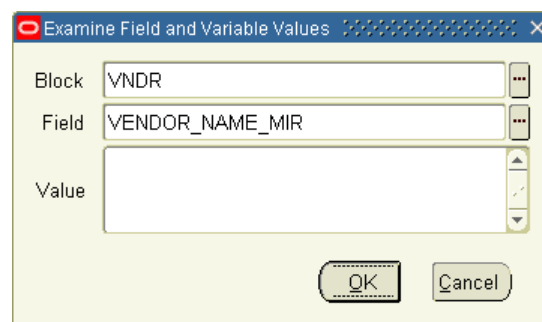 Examine Field and Variable Values
Block VNDR
Field VENDOR_NAME_MIR
Value
OK Cancel